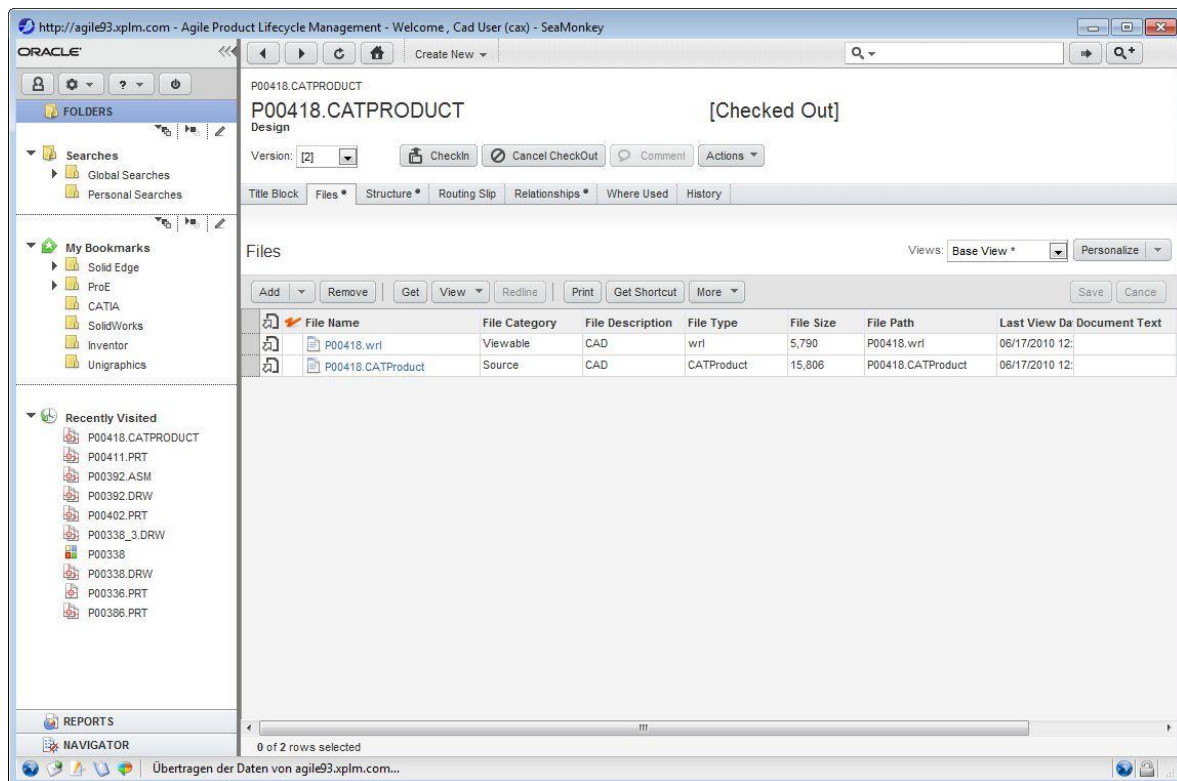 http://agile93.xplm.com - Agile Product Lifecycle Management - Welcome , Cad User (cax) - SeaMonkey
ORACLE'
Create New
FOLDERS
Searches
Global Searches
Personal Searches
My Bookmarks
Solid Edge
ProE
CATIA
SolidWorks
Inventor
Unigraphics
Recently Visited
P00418.CATPRODUCT
P00411.PRT
P00392.ASM
P00392.DRW
P00402.PRT
P00338_3.DRW
P00338
P00338.DRW
P00336.PRT
P00386.PRT
REPORTS
NAVIGATOR
P00418.CATPRODUCT
P00418.CATPRODUCT [Checked Out]
Design
Version: [2] CheckIn Cancel CheckOut Comment Actions
Title Block Files Structure Routing Slip Relationships Where Used History
Files Views: Base View * Personalize
Add Remove Get View Redline Print Get Shortcut More Save Cance
File Name File Category File Description File Type File Size File Path Last View Da Document Text
P00418.wrl Viewable CAD wrl 5,790 P00418.wrl 06/17/2010 12:
P00418.CATProduct Source CAD CATProduct 15,806 P00418.CATProduct 06/17/2010 12:
0 of 2 rows selected
Übertragen der Daten von agile93.xplm.com...